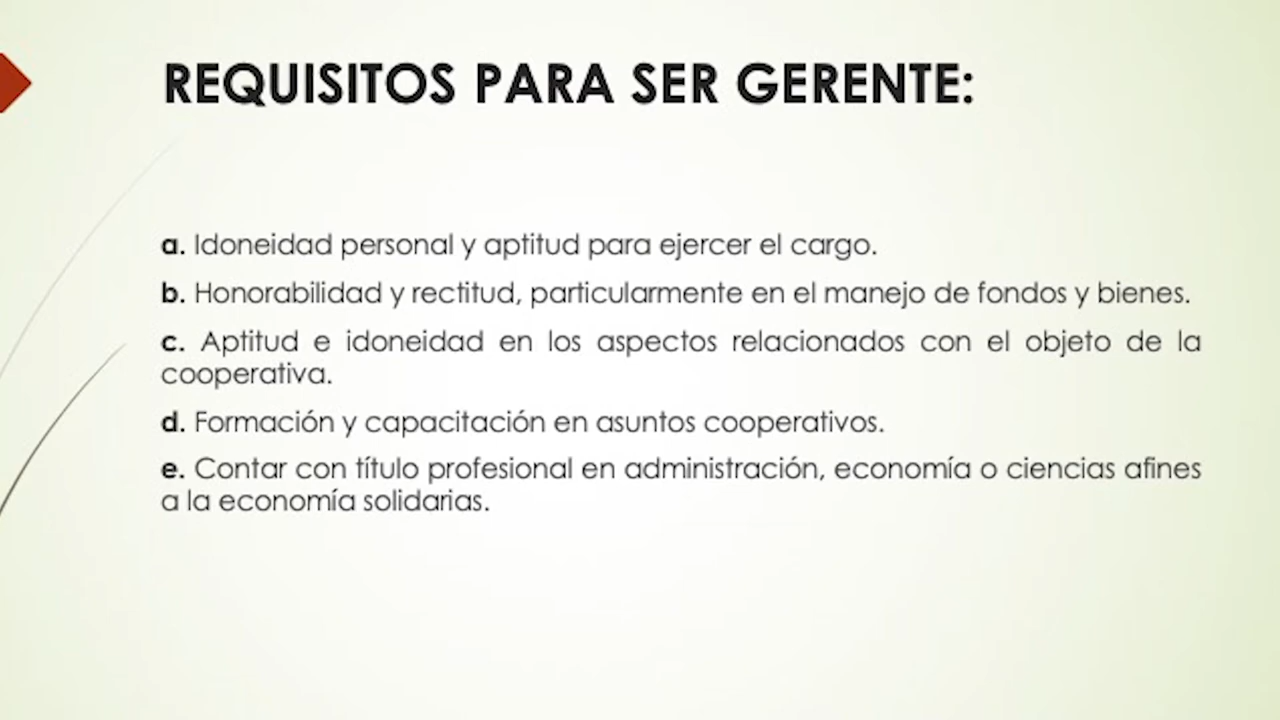 REQUISITOS PARA SER GERENTE:
a. Idoneidad personal y aptitud para ejercer el cargo.
b. Honorabilidad y rectitud, particularmente en el manejo de fondos y bienes.
c. Aptitud e idoneidad en los aspectos relacionados con el objeto de la
cooperativa.
d. Formación y capacitación en asuntos cooperativos.
e. Contar con título profesional en administración, economía o ciencias afines
a la economía solidarias.